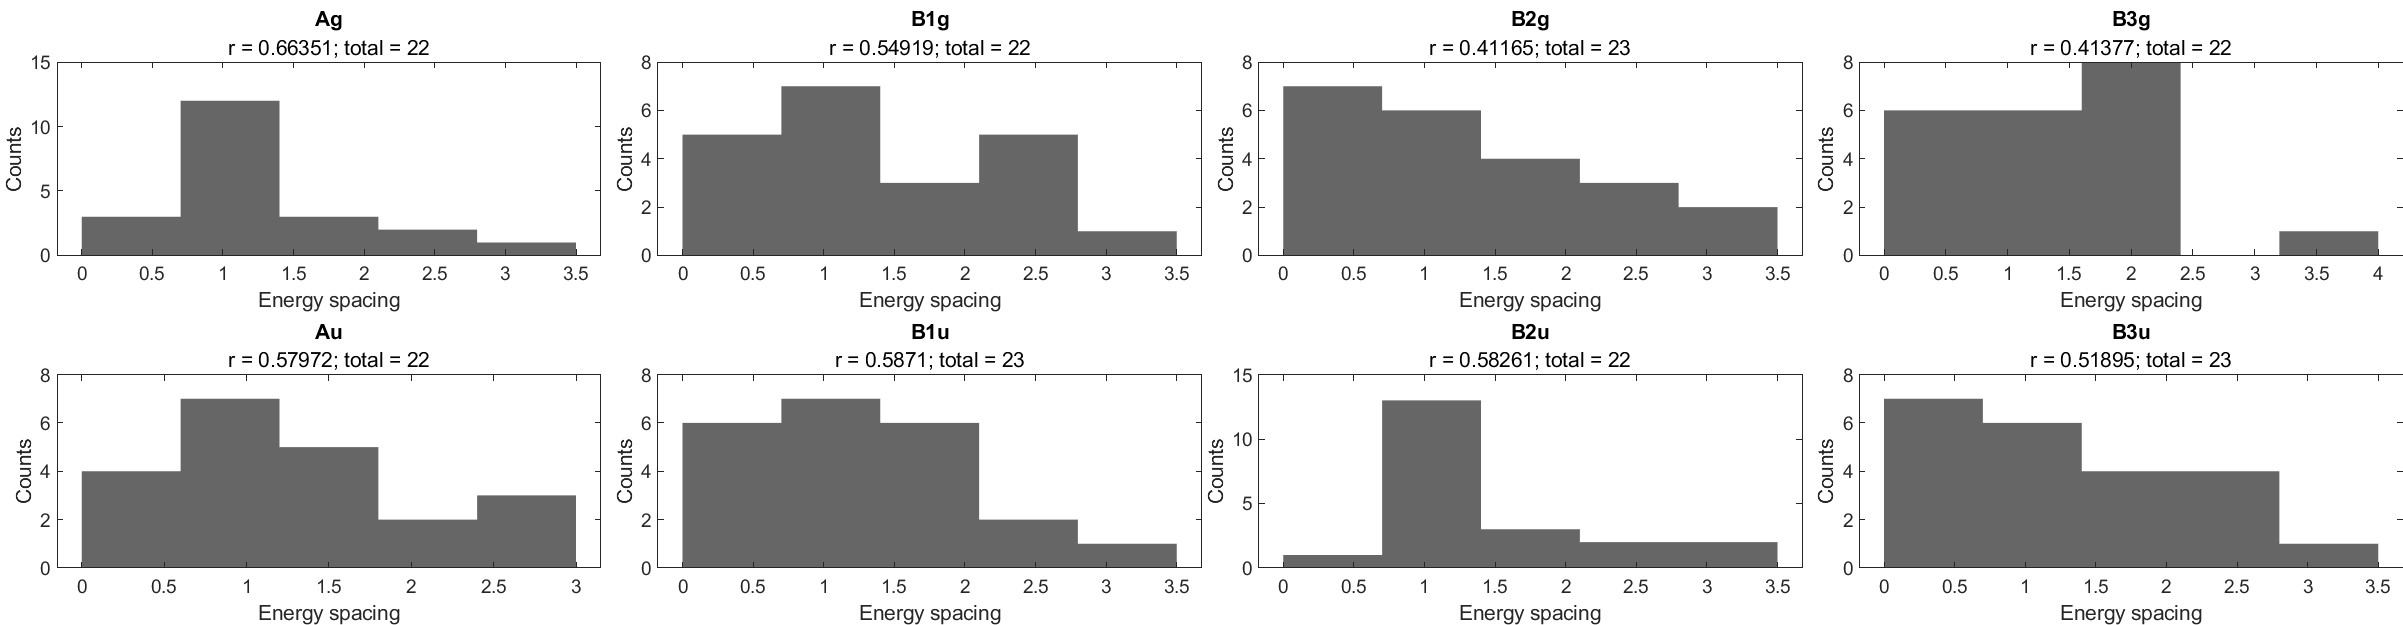 Ag
r = 0.66351; total = 22
15
10
5
0
Counts
0 0.5 1 1.5 2 2.5 3 3.5
Energy spacing
B1g
r = 0.54919; total = 22
8
6
4
2
0
Counts
0 0.5 1 1.5 2 2.5 3 3.5
Energy spacing
B2g
r = 0.41165; total = 23
8
6
4
2
0
Counts
0 0.5 1 1.5 2 2.5 3 3.5
Energy spacing
B3g
r = 0.41377; total = 22
8
6
4
2
0
Counts
0 0.5 1 1.5 2 2.5 3 3.5 4
Energy spacing
Au
r = 0.57972; total = 22
8
6
4
2
0
Counts
0 0.5 1 1.5 2 2.5 3
Energy spacing
B1u
r = 0.5871; total = 23
8
6
4
2
0
Counts
0 0.5 1 1.5 2 2.5 3 3.5
Energy spacing
B2u
r = 0.58261; total = 22
15
10
5
0
Counts
0 0.5 1 1.5 2 2.5 3 3.5
Energy spacing
B3u
r = 0.51895; total = 23
8
6
4
2
0
Counts
0 0.5 1 1.5 2 2.5 3 3.5
Energy spacing